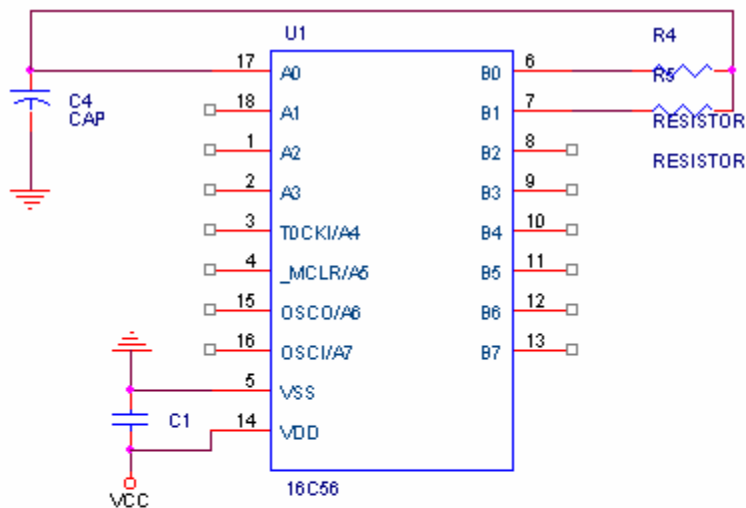 U1
R4
17 A0 B0 6
R5
C4
CAP
18 A1 B1 7
RESISTOR
1 A2 B2 8
RESISTOR
2 A3 B3 9
3 T0CKI/A4 B4 10
4 _MCLR/A5 B5 11
15 OSCO/A6 B6 12
16 OSCI/A7 B7 13
5 VSS
C1
14 VDD
VCC
16C56